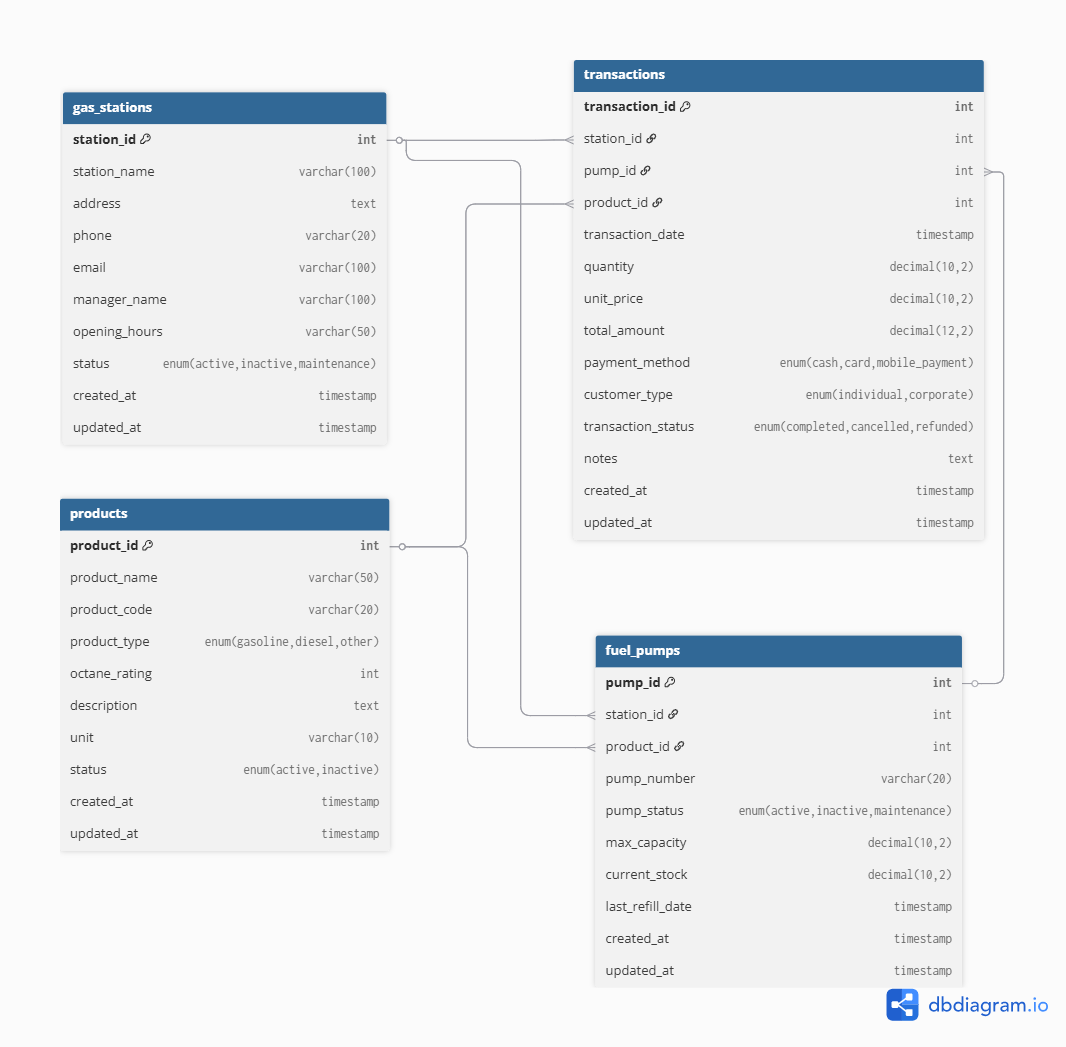 gas_stations
station_id int
station_name varchar(100)
address text
phone varchar(20)
email varchar(100)
manager_name varchar(100)
opening_hours varchar(50)
status enum(active,inactive,maintenance)
created_at timestamp
updated_at timestamp
transactions
transaction_id int
station_id int
pump_id int
product_id int
transaction_date timestamp
quantity decimal(10,2)
unit_price decimal(10,2)
total_amount decimal(12,2)
payment_method enum(cash,card,mobile_payment)
customer_type enum(individual,corporate)
transaction_status enum(completed,cancelled,refunded)
notes text
created_at timestamp
updated_at timestamp
products
product_id int
product_name varchar(50)
product_code varchar(20)
product_type enum(gasoline,diesel,other)
octane_rating int
description text
unit varchar(10)
status enum(active,inactive)
created_at timestamp
updated_at timestamp
fuel_pumps
pump_id int
station_id int
product_id int
pump_number varchar(20)
pump_status enum(active,inactive,maintenance)
max_capacity decimal(10,2)
current_stock decimal(10,2)
last_refill_date timestamp
created_at timestamp
updated_at timestamp
dbdiagram.io